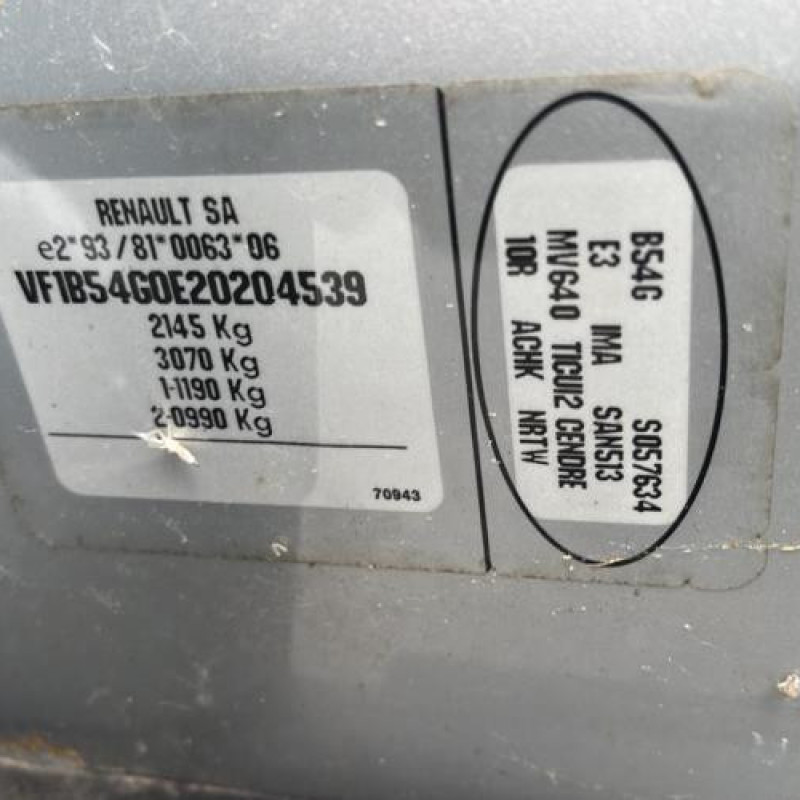 RENAULT SA
e2*93/81*0063*06
VF1B54G0E20204539
2145 Kg
3070 Kg
1-1190 Kg
2-0990 Kg
70943
B54G S057634
E3 IMA SAN513
MV640 TICUI2 CENDRE
10R ACHK NRTW